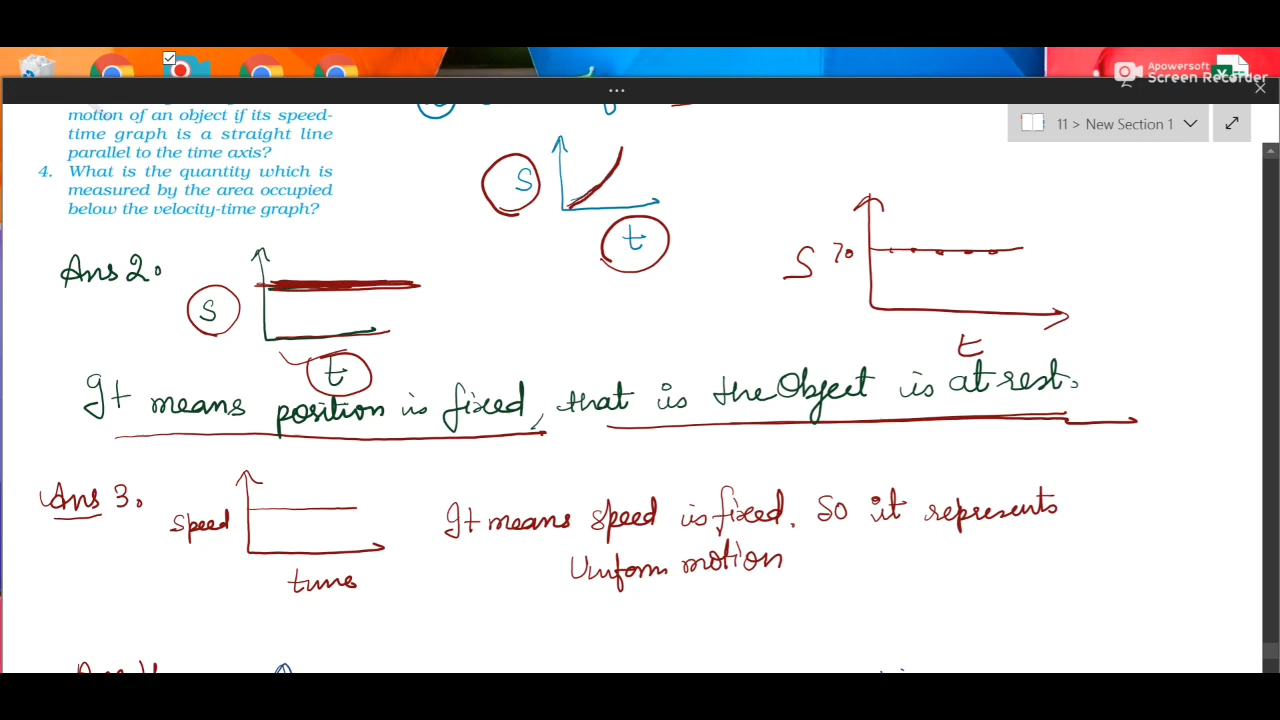 Apowersoft
Screen Recorder
11 > New Section 1
motion of an object if its speed-
time graph is a straight line
parallel to the time axis?
4. What is the quantity which is
measured by the area occupied
below the velocity-time graph?
S
t
S 70
t
Ans 2.
S
t
It means position is fixed, that is the Object is at rest.
Ans 3.
speed
time
It means speed is fixed. So it represents
Uniform motion